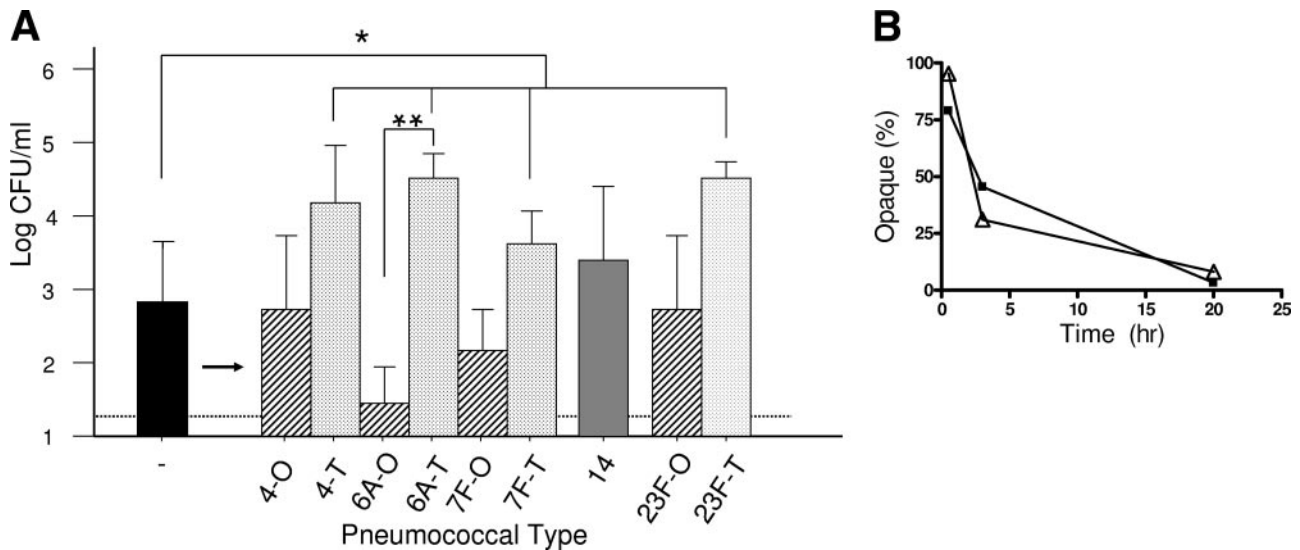 A
*
**
6
5
4
3
2
1
Log CFU/ml
-
4-O
4-T
6A-O
6A-T
7F-O
7F-T
14
23F-O
23F-T
Pneumococcal Type
B
100
75
50
25
0
Opaque (%)
0
5
10
15
20
25
Time (hr)